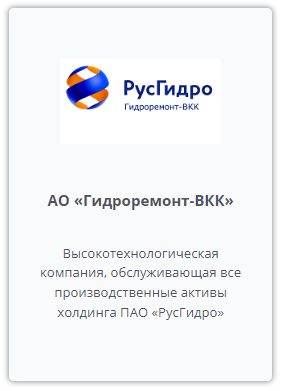 РусГидро
Гидроремонт-ВКК
АО «Гидроремонт-ВКК»
Высокотехнологическая
компания, обслуживающая все
производственные активы
холдинга ПАО «РусГидро»